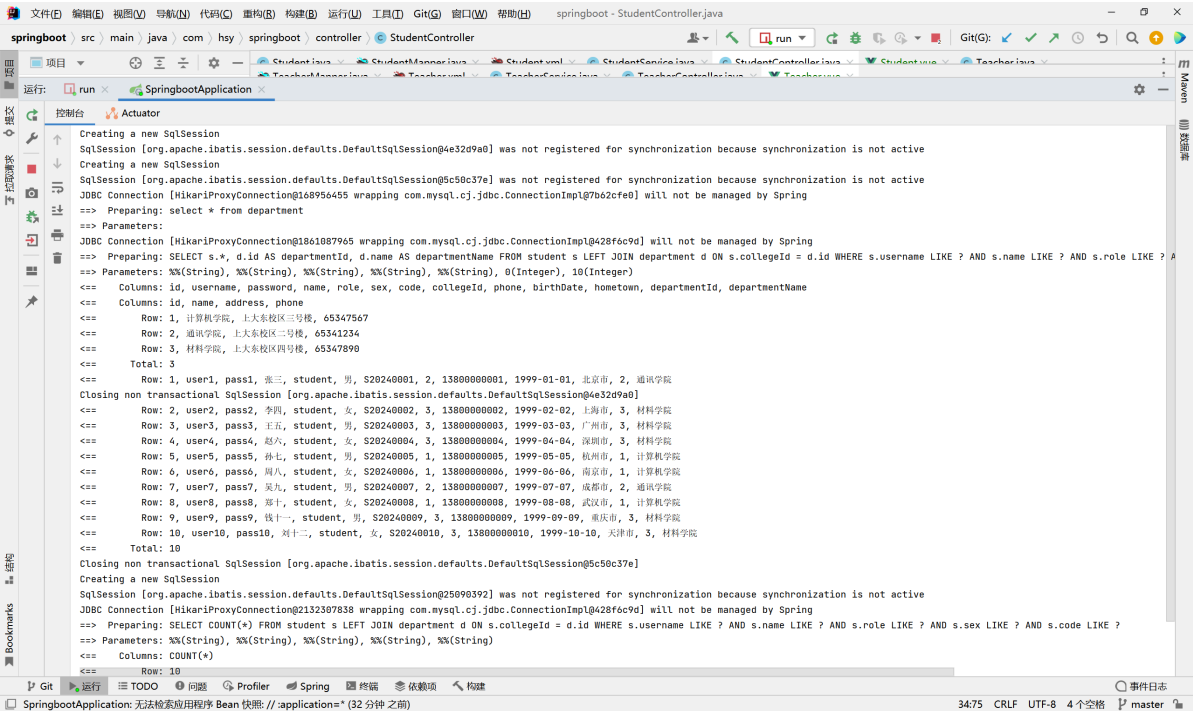 文件(F) 编辑(E) 视图(V) 导航(N) 代码(C) 重构(R) 构建(B) 运行(U) 工具(T) Git(G) 窗口(W) 帮助(H) springboot - StudentController.java
springboot › src › main › java › com › hsy › springboot › controller › StudentController
run Git(G):
项目 Student.java StudentMapper.java Student.yml StudentService.java StudentController.java Student.vue Teacher.java
TeacherMapper.java Teacher.yml TeacherService.java TeacherController.java Teacher.vue
运行: run SpringbootApplication
控制台 Actuator
Creating a new SqlSession
SqlSession [org.apache.ibatis.session.defaults.DefaultSqlSession@4e32d9a0] was not registered for synchronization because synchronization is not active
Creating a new SqlSession
SqlSession [org.apache.ibatis.session.defaults.DefaultSqlSession@5c50c37e] was not registered for synchronization because synchronization is not active
JDBC Connection [HikariProxyConnection@168956455 wrapping com.mysql.cj.jdbc.ConnectionImpl@7b62cfe0] will not be managed by Spring
==>  Preparing: select * from department
==> Parameters:
JDBC Connection [HikariProxyConnection@1861087965 wrapping com.mysql.cj.jdbc.ConnectionImpl@428f6c9d] will not be managed by Spring
==>  Preparing: SELECT s.*, d.id AS departmentId, d.name AS departmentName FROM student s LEFT JOIN department d ON s.collegeId = d.id WHERE s.username LIKE ? AND s.name LIKE ? AND s.role LIKE ? A
==> Parameters: %%(String), %%(String), %%(String), %%(String), %%(String), 0(Integer), 10(Integer)
<==    Columns: id, username, password, name, role, sex, code, collegeId, phone, birthDate, hometown, departmentId, departmentName
<==    Columns: id, name, address, phone
<==        Row: 1, 计算机学院, 上大东校区三号楼, 65347567
<==        Row: 2, 通讯学院, 上大东校区二号楼, 65341234
<==        Row: 3, 材料学院, 上大东校区四号楼, 65347890
<==      Total: 3
<==        Row: 1, user1, pass1, 张三, student, 男, S20240001, 2, 13800000001, 1999-01-01, 北京市, 2, 通讯学院
Closing non transactional SqlSession [org.apache.ibatis.session.defaults.DefaultSqlSession@4e32d9a0]
<==        Row: 2, user2, pass2, 李四, student, 女, S20240002, 3, 13800000002, 1999-02-02, 上海市, 3, 材料学院
<==        Row: 3, user3, pass3, 王五, student, 男, S20240003, 3, 13800000003, 1999-03-03, 广州市, 3, 材料学院
<==        Row: 4, user4, pass4, 赵六, student, 女, S20240004, 3, 13800000004, 1999-04-04, 深圳市, 3, 材料学院
<==        Row: 5, user5, pass5, 孙七, student, 男, S20240005, 1, 13800000005, 1999-05-05, 杭州市, 1, 计算机学院
<==        Row: 6, user6, pass6, 周八, student, 女, S20240006, 1, 13800000006, 1999-06-06, 南京市, 1, 计算机学院
<==        Row: 7, user7, pass7, 吴九, student, 男, S20240007, 2, 13800000007, 1999-07-07, 成都市, 2, 通讯学院
<==        Row: 8, user8, pass8, 郑十, student, 女, S20240008, 1, 13800000008, 1999-08-08, 武汉市, 1, 计算机学院
<==        Row: 9, user9, pass9, 钱十一, student, 男, S20240009, 3, 13800000009, 1999-09-09, 重庆市, 3, 材料学院
<==        Row: 10, user10, pass10, 刘十二, student, 女, S20240010, 3, 13800000010, 1999-10-10, 天津市, 3, 材料学院
<==      Total: 10
Closing non transactional SqlSession [org.apache.ibatis.session.defaults.DefaultSqlSession@5c50c37e]
Creating a new SqlSession
SqlSession [org.apache.ibatis.session.defaults.DefaultSqlSession@25090392] was not registered for synchronization because synchronization is not active
JDBC Connection [HikariProxyConnection@2132307838 wrapping com.mysql.cj.jdbc.ConnectionImpl@428f6c9d] will not be managed by Spring
==>  Preparing: SELECT COUNT(*) FROM student s LEFT JOIN department d ON s.collegeId = d.id WHERE s.username LIKE ? AND s.name LIKE ? AND s.role LIKE ? AND s.sex LIKE ? AND s.code LIKE ?
==> Parameters: %%(String), %%(String), %%(String), %%(String), %%(String)
<==    Columns: COUNT(*)
<==        Row: 10
项目
提交
拉取请求
结构
Bookmarks
Maven
数据库
Git 运行 TODO 问题 Profiler Spring 终端 依赖项 构建 事件日志
SpringbootApplication: 无法检索应用程序 Bean 快照: // :application=* (32 分钟 之前) 34:75 CRLF UTF-8 4 个空格 master